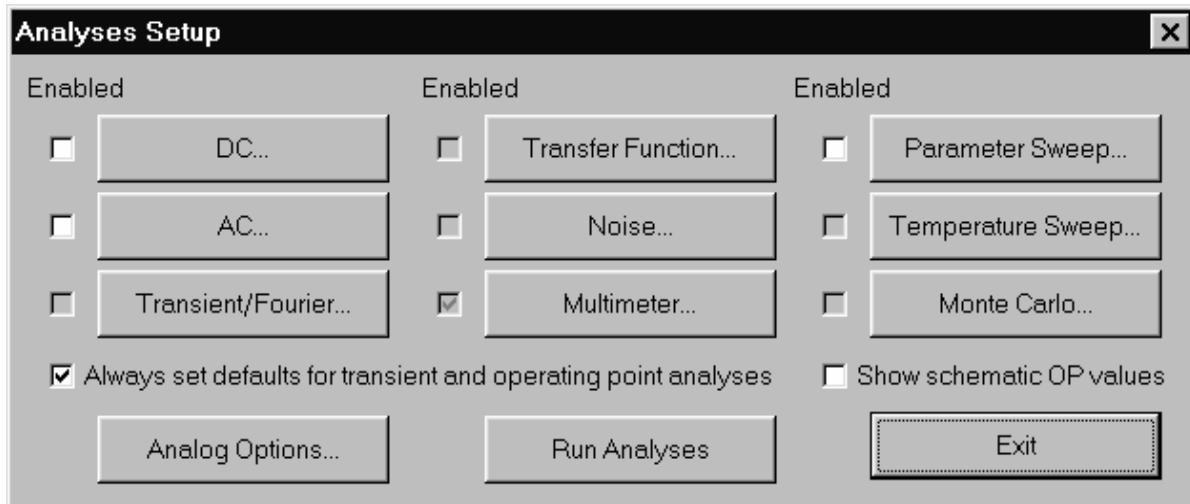 Analyses Setup
Enabled Enabled Enabled
DC... Transfer Function... Parameter Sweep...
AC... Noise... Temperature Sweep...
Transient/Fourier... Multimeter... Monte Carlo...
Always set defaults for transient and operating point analyses Show schematic OP values
Analog Options... Run Analyses Exit